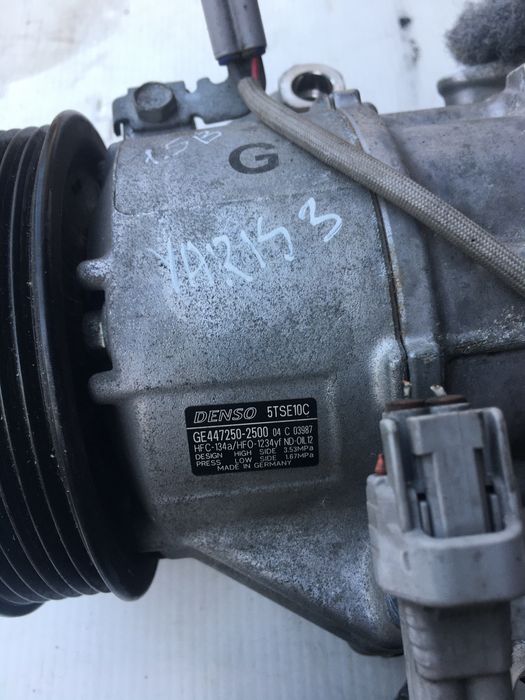 1.5 B
G
YARIS 3
DENSO 5TSE10C
GE447250-2500 04 C 03987
HFC-134a/HFO-1234yf ND-OIL12
DESIGN HIGH SIDE 3.53MPa
PRESS LOW SIDE 1.67MPa
MADE IN GERMANY